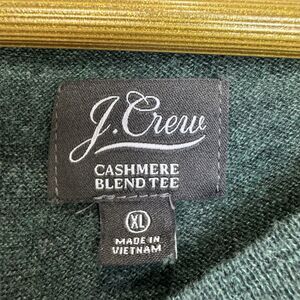 J.Crew
CASHMERE
BLEND TEE
XL
MADE IN
VIETNAM